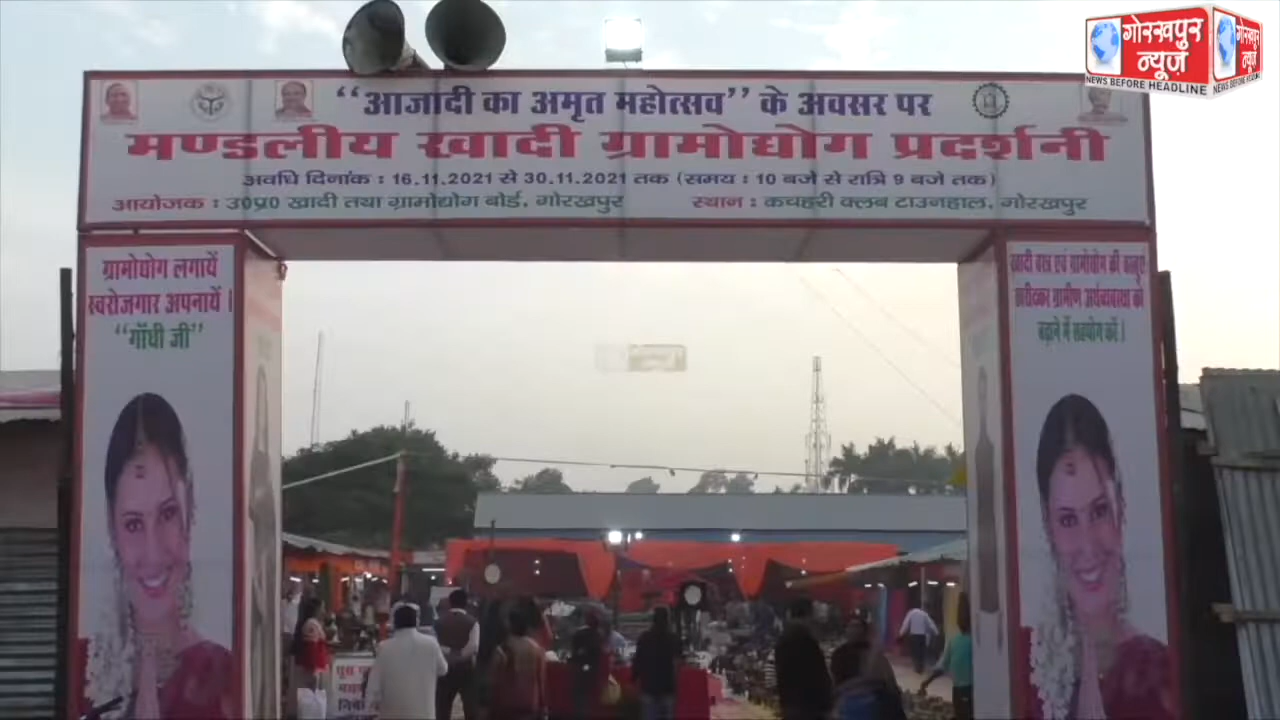 गोरखपुर
न्यूज़
NEWS BEFORE HEADLINE
"आजादी का अमृत महोत्सव" के अवसर पर
मण्डलीय खादी ग्रामोद्योग प्रदर्शनी
अवधि दिनांक : 16.11.2021 से 30.11.2021 तक (समय : 10 बजे से रात्रि 9 बजे तक)
आयोजक : उ०प्र० खादी तथा ग्रामोद्योग बोर्ड, गोरखपुर स्थान : कचहरी क्लब टाउनहाल, गोरखपुर
ग्रामोद्योग लगायें
स्वरोजगार अपनायें।
"गाँधी जी"
खादी वस्त्र एवं ग्रामोद्योग की वस्तुएं
खरीदकर ग्रामीण अर्थव्यवस्था को
बढ़ाने में सहयोग करें।